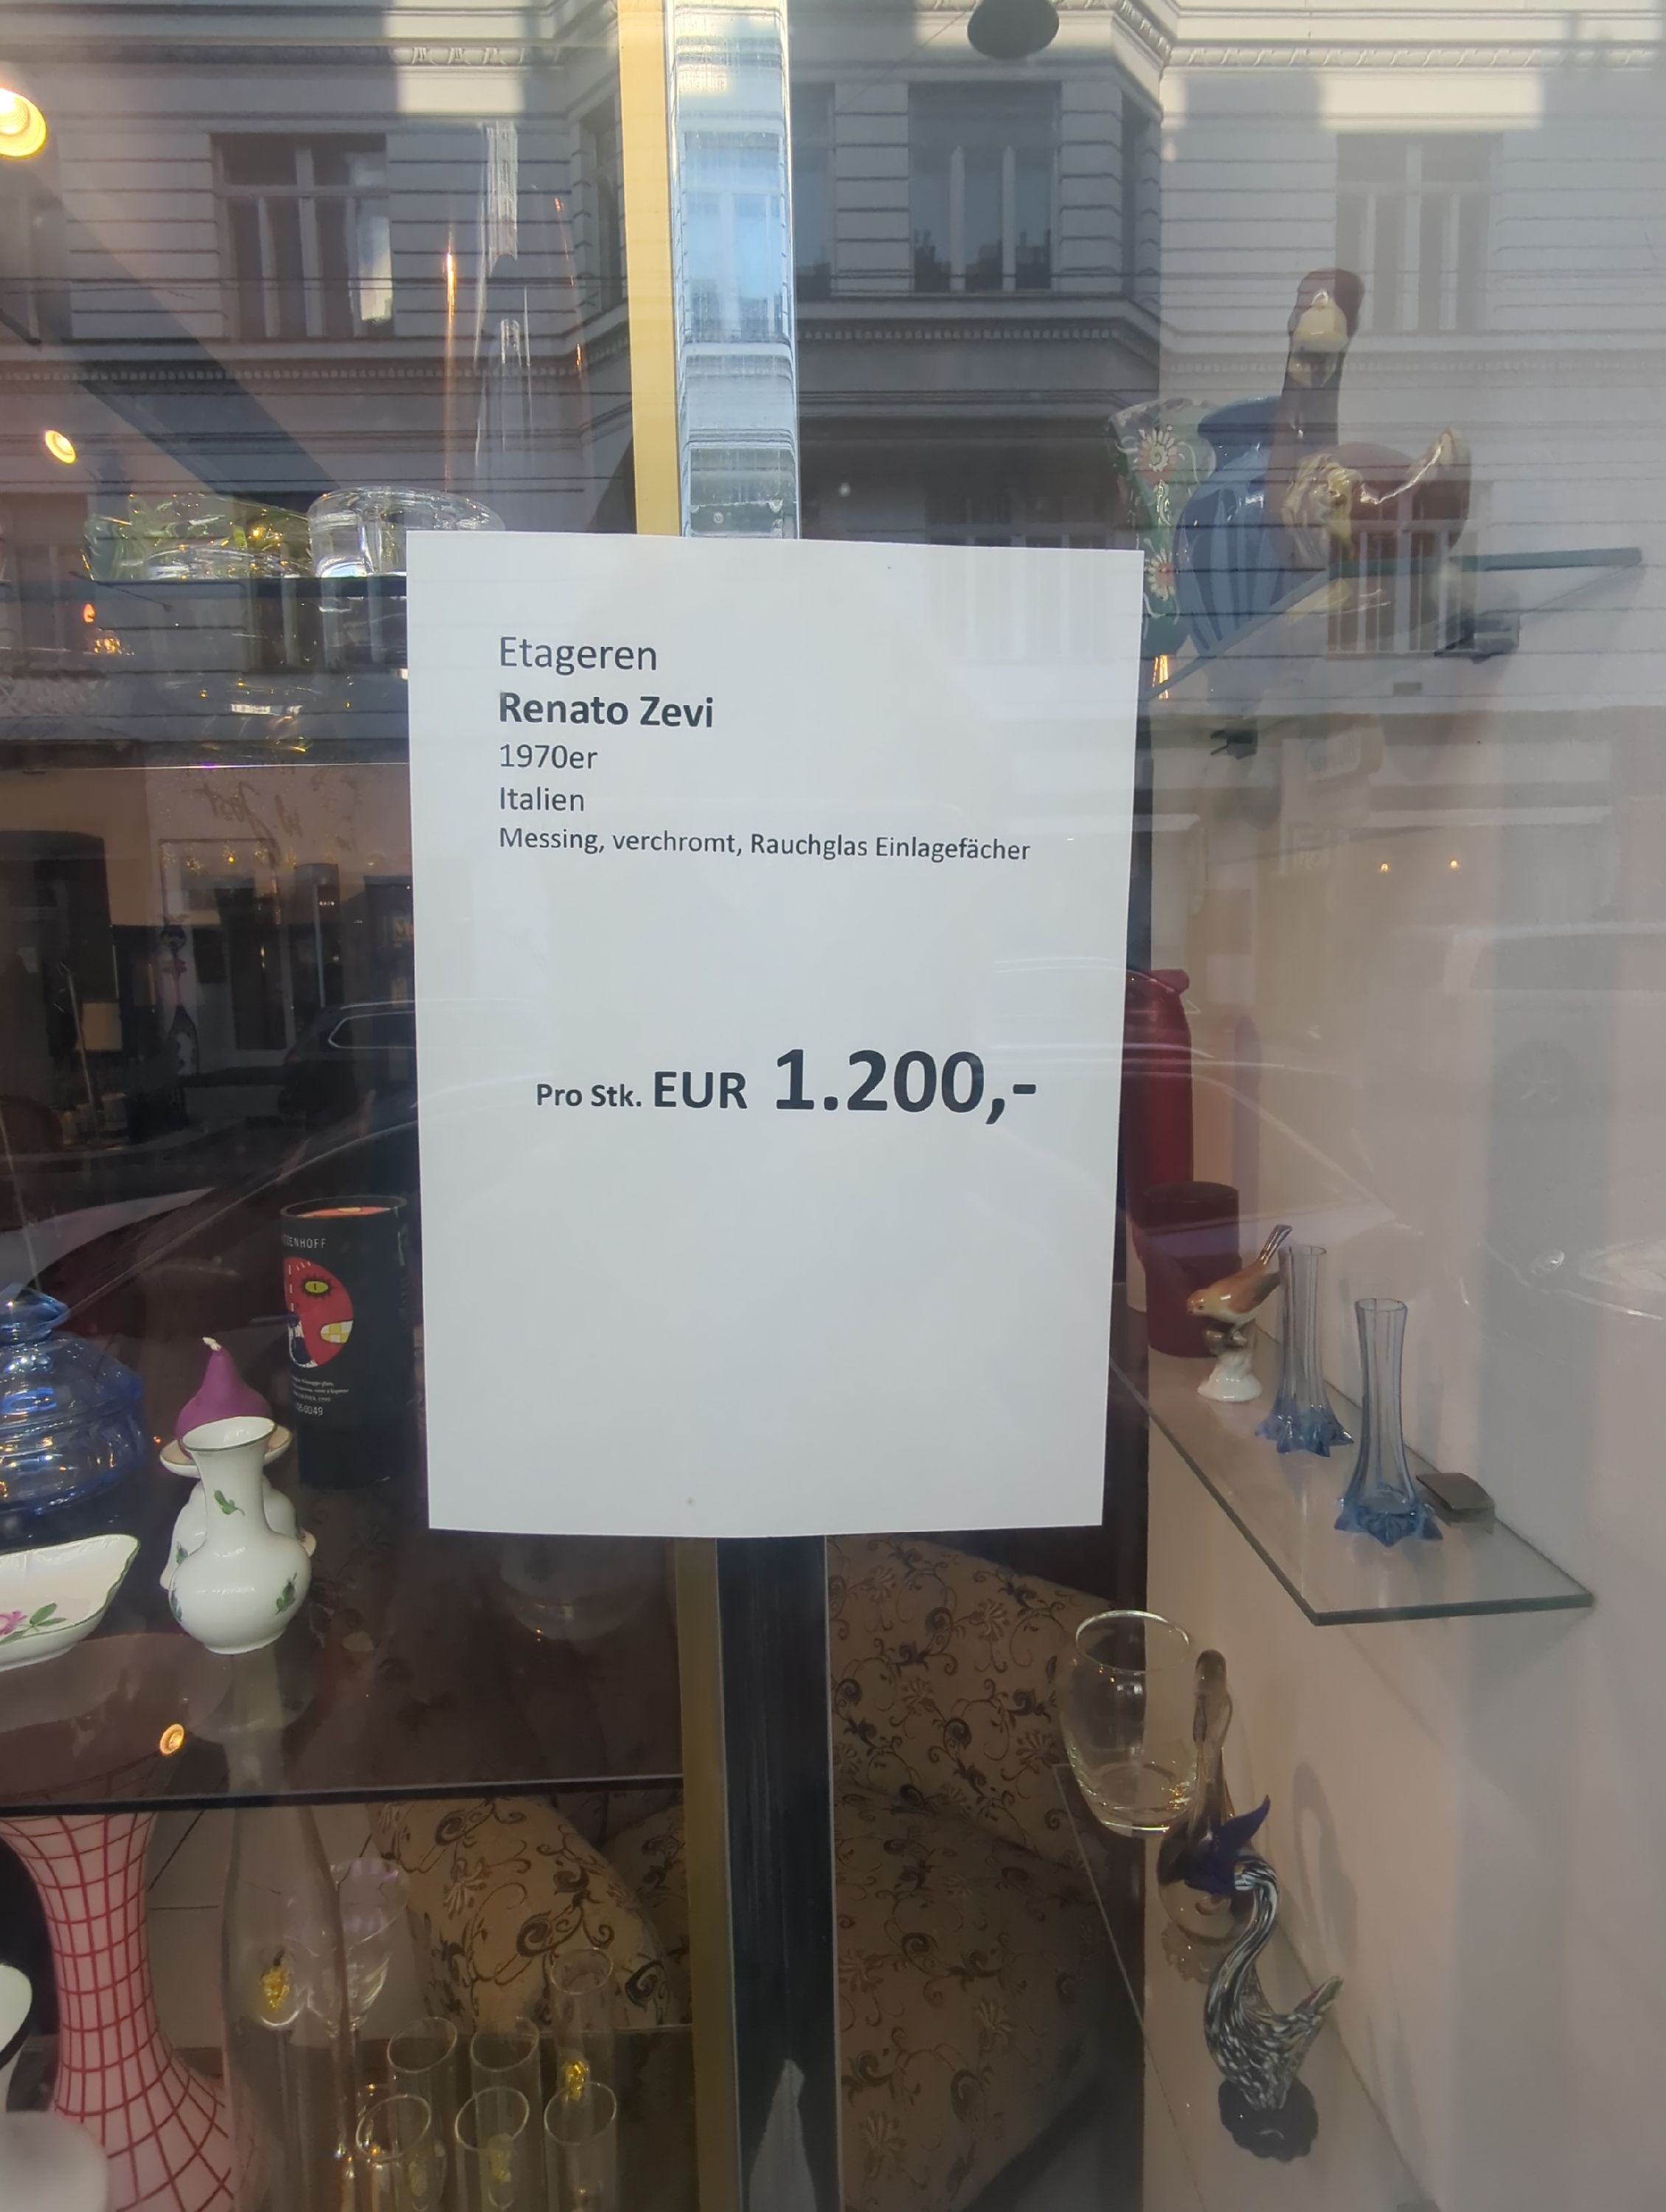 Etageren
Renato Zevi
1970er
Italien
Messing, verchromt, Rauchglas Einlagefächer
Pro Stk. EUR 1.200,-